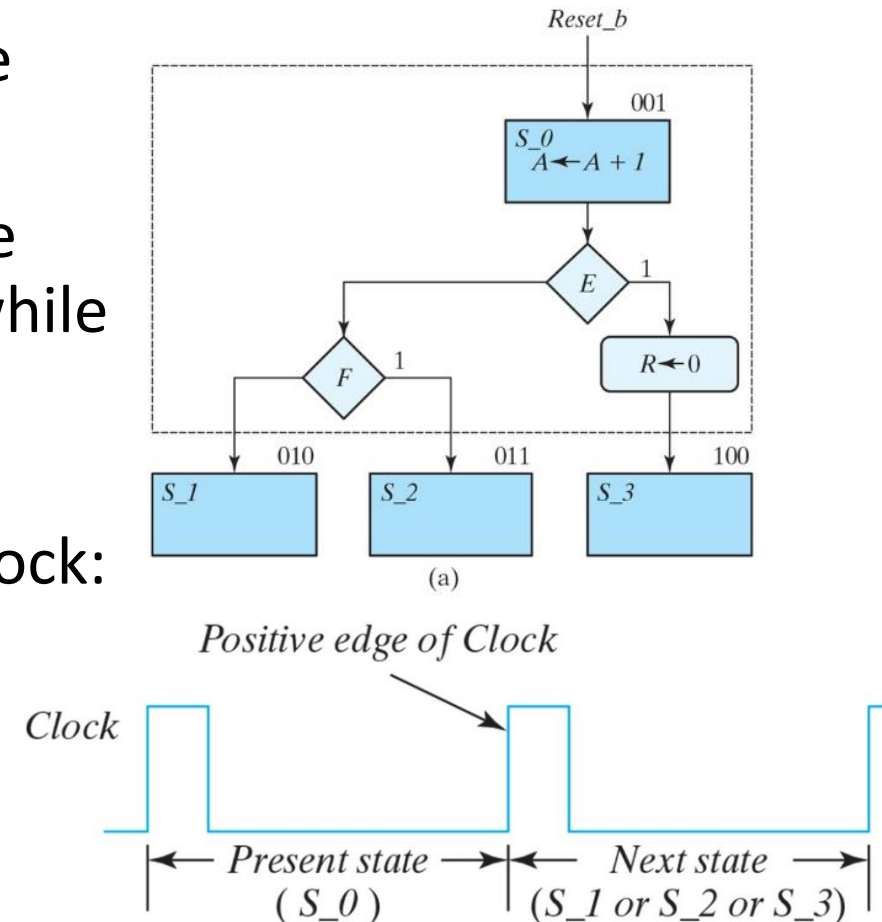 e
e
while
ock:
Reset_b
001
S_0
A←A + 1
E
1
F
1
R←0
010
011
100
S_1
S_2
S_3
(a)
Positive edge of Clock
Clock
Present state
Next state
( S_0 )
(S_1 or S_2 or S_3)